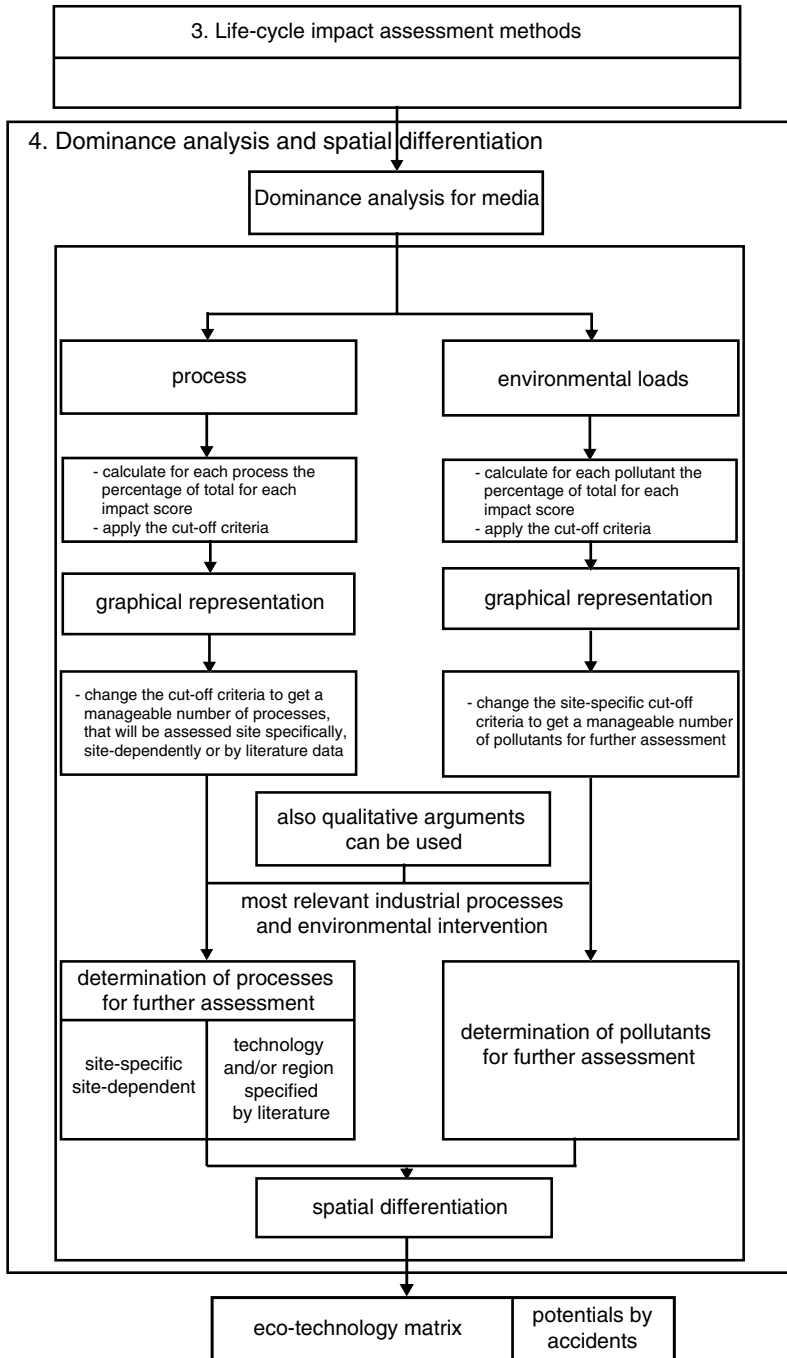 3. Life-cycle impact assessment methods
4. Dominance analysis and spatial differentiation
Dominance analysis for media
process
environmental loads
- calculate for each process the
percentage of total for each
impact score
- apply the cut-off criteria
- calculate for each pollutant the
percentage of total for each
impact score
- apply the cut-off criteria
graphical representation
graphical representation
- change the cut-off criteria to get a
manageable number of processes,
that will be assessed site specifically,
site-dependently or by literature data
- change the site-specific cut-off
criteria to get a manageable number
of pollutants for further assessment
also qualitative arguments
can be used
most relevant industrial processes
and environmental intervention
determination of processes
for further assessment
site-specific
site-dependent
technology
and/or region
specified
by literature
determination of pollutants
for further assessment
spatial differentiation
eco-technology matrix
potentials by
accidents